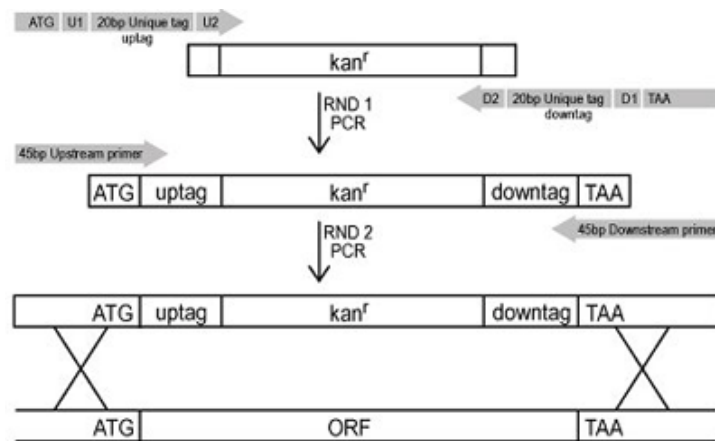 ATG U1 20bp Unique tag U2
uptag
kanʳ
D2 20bp Unique tag D1 TAA
downtag
RND 1
PCR
45bp Upstream primer
ATG uptag kanʳ downtag TAA
45bp Downstream primer
RND 2
PCR
ATG uptag kanʳ downtag TAA
ATG ORF TAA